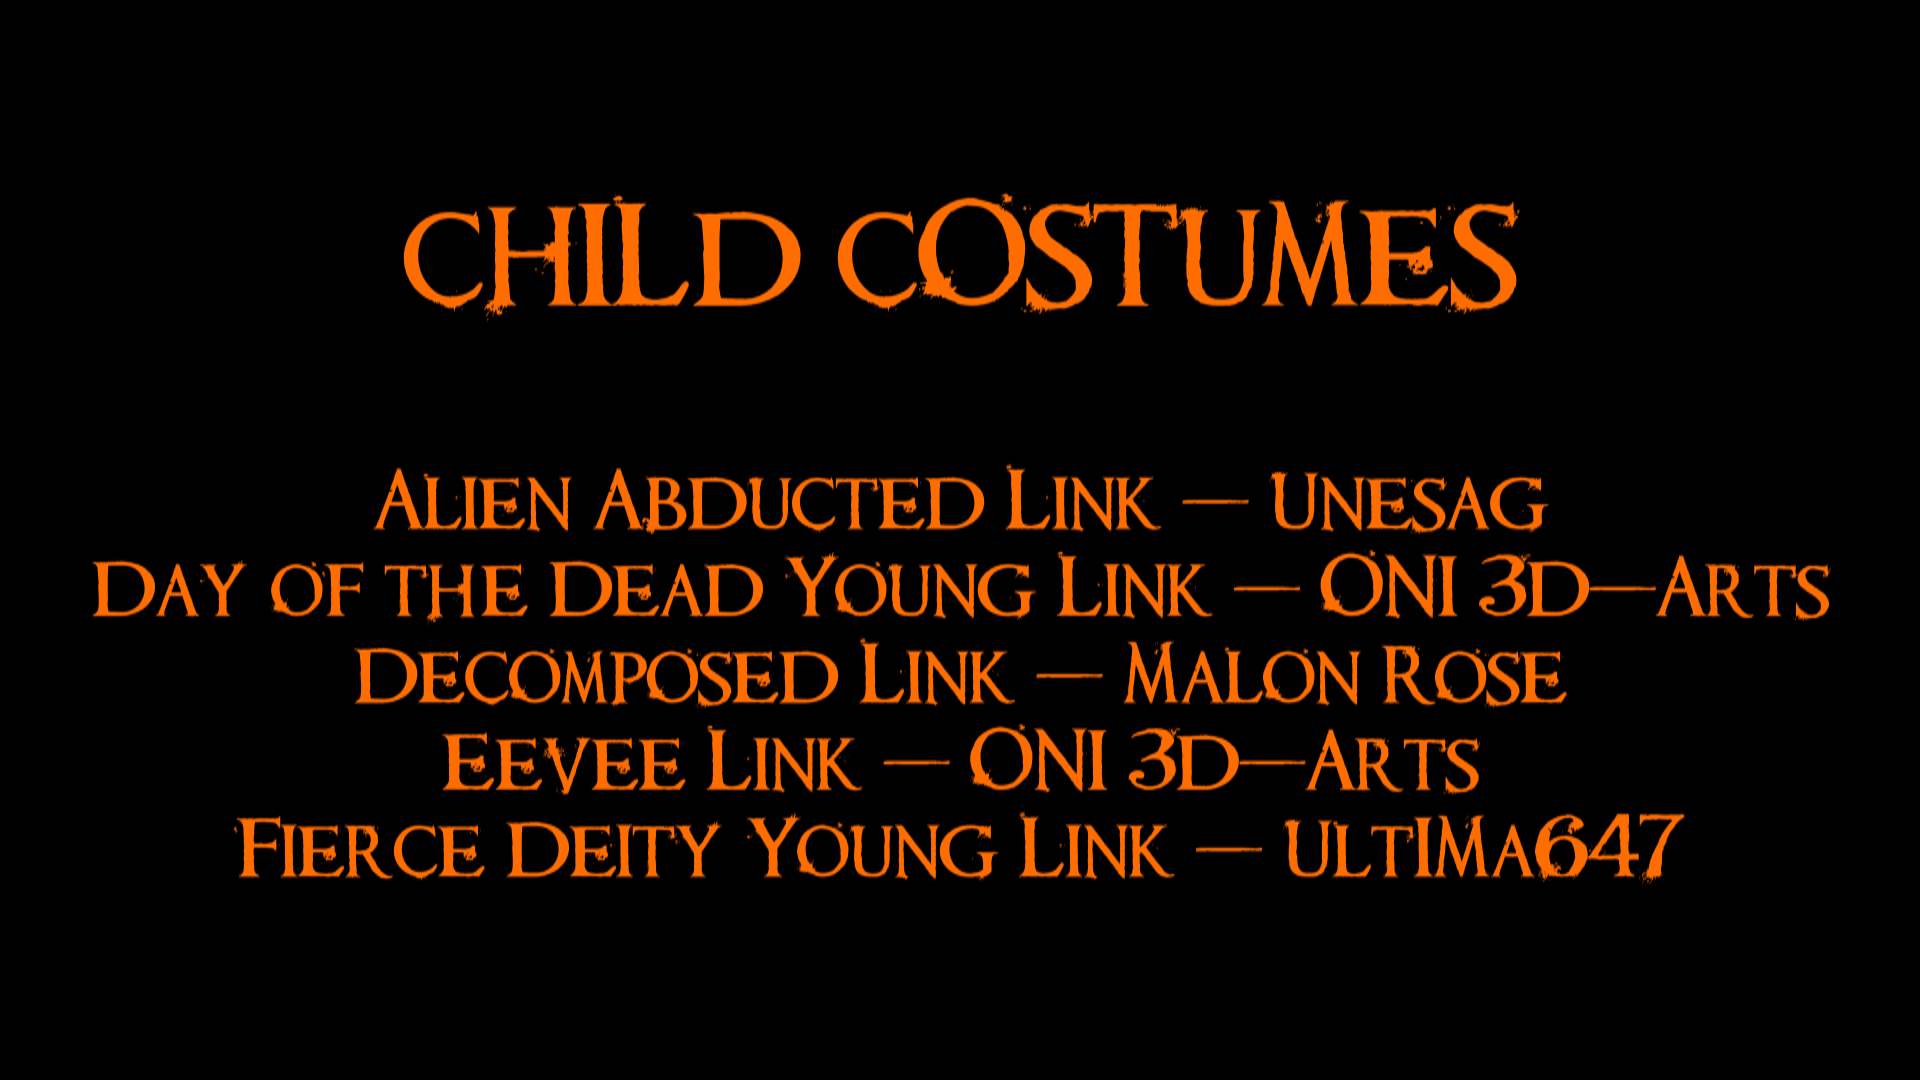 CHILD COSTUMES
Alien Abducted Link – Unesag
Day of the Dead Young Link – ONI 3D–Arts
Decomposed Link – Malon Rose
Eevee Link – ONI 3D–Arts
Fierce Deity Young Link – UltIMa647